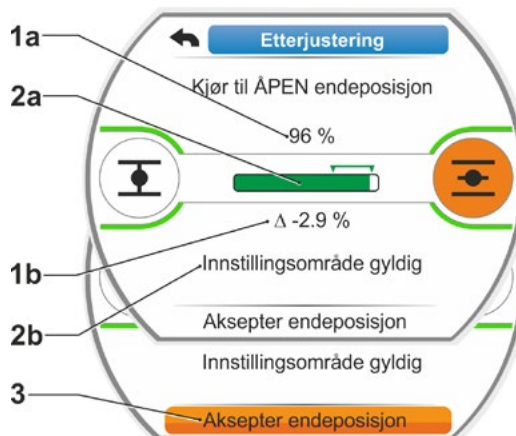 Etterjustering
1a
Kjør til ÅPEN endeposisjon
2a
96 %
Δ -2.9 %
1b
Innstillingsområde gyldig
2b
Aksepter endeposisjon
Innstillingsområde gyldig
3
Aksepter endeposisjon